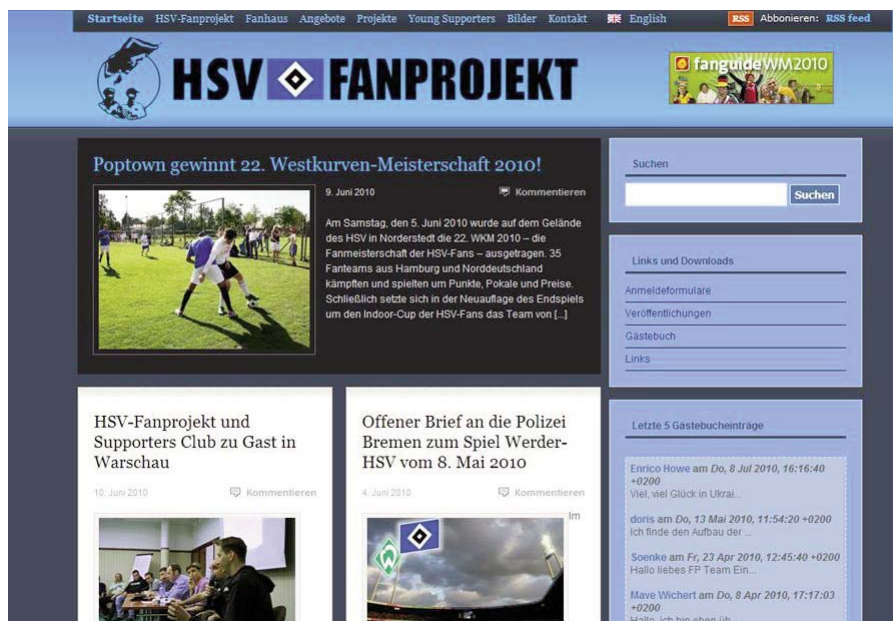 Startseite HSV-Fanprojekt Fanhaus Angebote Projekte Young Supporters Bilder Kontakt English RSS Abbonieren: RSS feed
HSV FANPROJEKT
fanguideWM2010
Poptown gewinnt 22. Westkurven-Meisterschaft 2010!
9. Juni 2010 Kommentieren
Am Samstag, den 5. Juni 2010 wurde auf dem Gelände
des HSV in Norderstedt die 22. WKM 2010 – die
Fanmeisterschaft der HSV-Fans – ausgetragen. 35
Fanteams aus Hamburg und Norddeutschland
kämpften und spielten um Punkte, Pokale und Preise.
Schließlich setzte sich in der Neuauflage des Endspiels
um den Indoor-Cup der HSV-Fans das Team von [...]
HSV-Fanprojekt und
Supporters Club zu Gast in
Warschau
10. Juni 2010 Kommentieren
Offener Brief an die Polizei
Bremen zum Spiel Werder-
HSV vom 8. Mai 2010
4. Juni 2010 Kommentieren
Im
Suchen
Suchen
Links und Downloads
Anmeldeformulare
Veröffentlichungen
Gästebuch
Links
Letzte 5 Gästebucheinträge
Enrico Howe am Do, 8 Jul 2010, 16:16:40
+0200
Viel, viel Glück in Ukrai...
doris am Do, 13 Mai 2010, 11:54:20 +0200
Ich finde den Aufbau der ...
Soenke am Fr, 23 Apr 2010, 12:45:40 +0200
Hallo liebes FP Team Ein...
Mave Wichert am Do, 8 Apr 2010, 17:17:03
+0200
Hallo, ich bin eben üb...